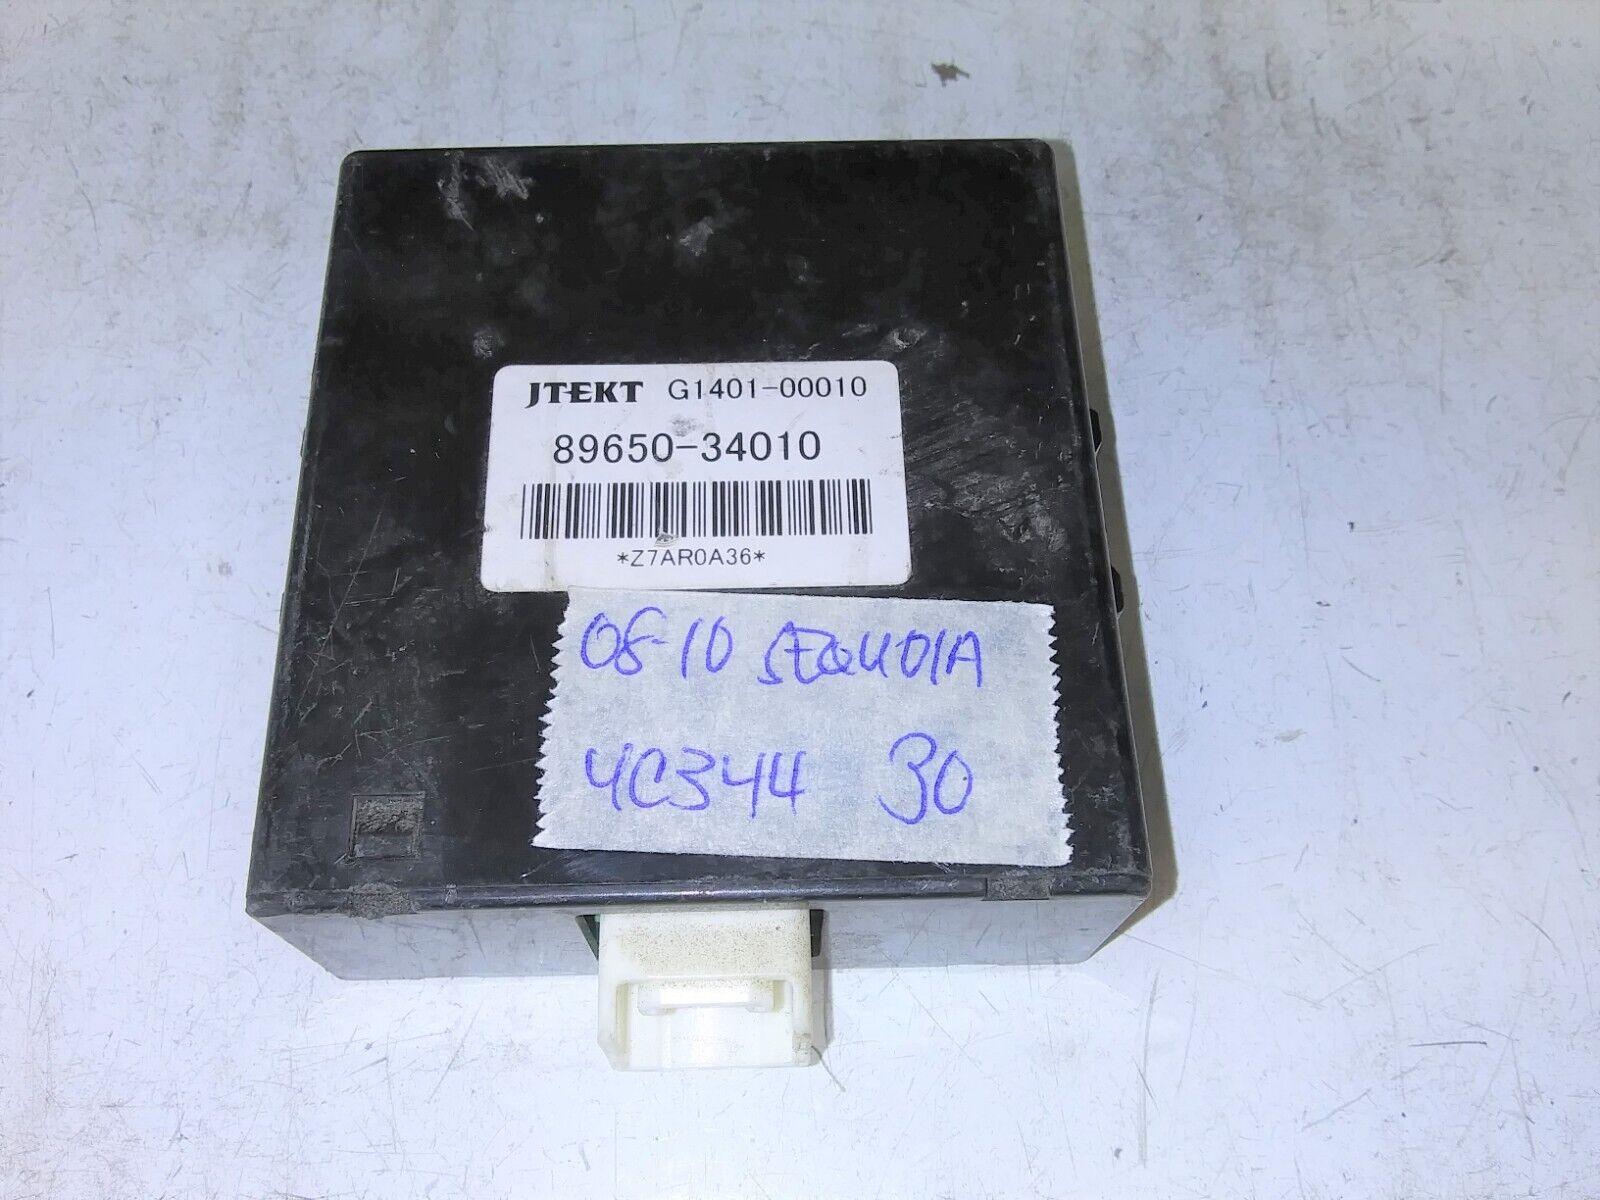 JTEKT G1401-00010
89650-34010
*Z7AR0A36*
08-10 SEQUOIA
4C344 30